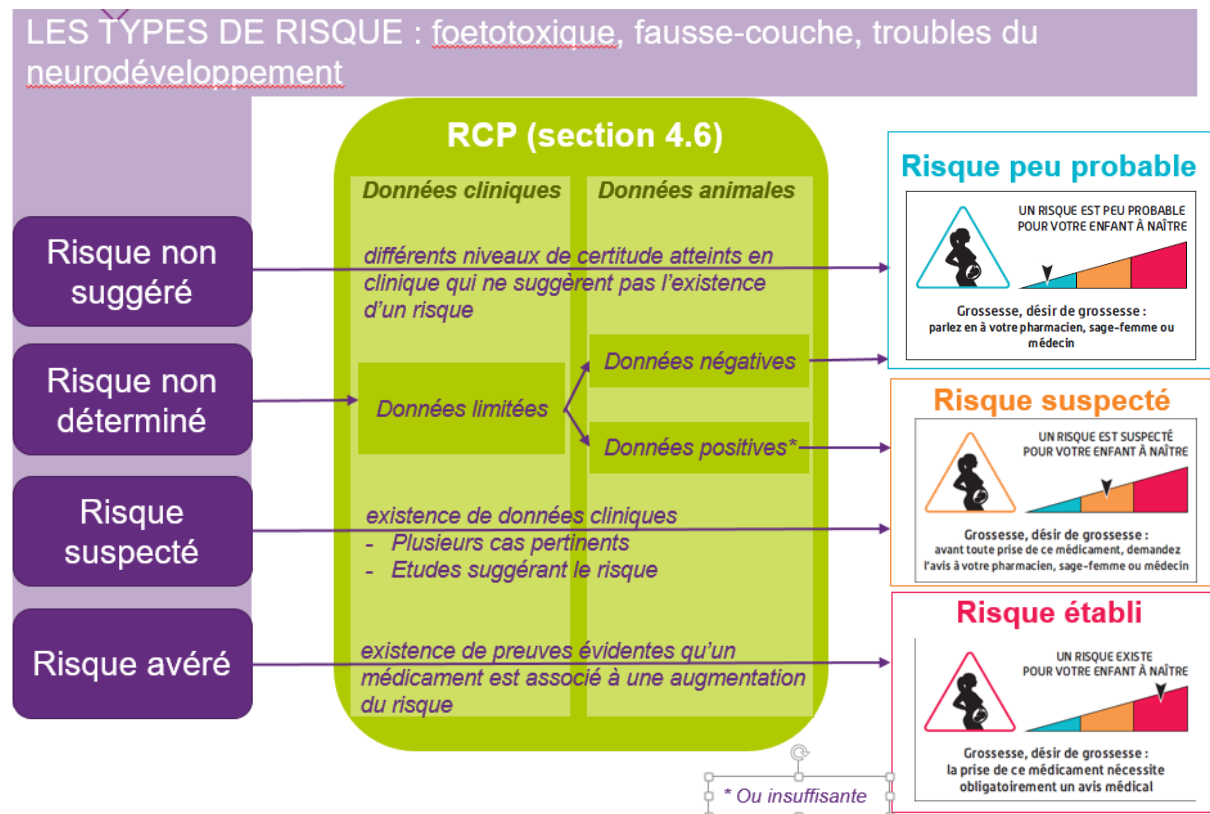 LES TYPES DE RISQUE : foetotoxique, fausse-couche, troubles du
neurodéveloppement
RCP (section 4.6)
Données cliniques
Données animales
Risque non
suggéré
différents niveaux de certitude atteints en
clinique qui ne suggèrent pas l'existence
d'un risque
Risque non
déterminé
Données limitées
Données négatives
Données positives*
Risque
suspecté
existence de données cliniques
- Plusieurs cas pertinents
- Etudes suggérant le risque
Risque avéré
existence de preuves évidentes qu'un
médicament est associé à une augmentation
du risque
Risque peu probable
UN RISQUE EST PEU PROBABLE
POUR VOTRE ENFANT À NAÎTRE
Grossesse, désir de grossesse :
parlez en à votre pharmacien, sage-femme ou
médecin
Risque suspecté
UN RISQUE EST SUSPECTÉ
POUR VOTRE ENFANT À NAÎTRE
Grossesse, désir de grossesse :
avant toute prise de ce médicament, demandez
l'avis à votre pharmacien, sage-femme ou médecin
Risque établi
UN RISQUE EXISTE
POUR VOTRE ENFANT À NAÎTRE
Grossesse, désir de grossesse :
la prise de ce médicament nécessite
obligatoirement un avis médical
* Ou insuffisante